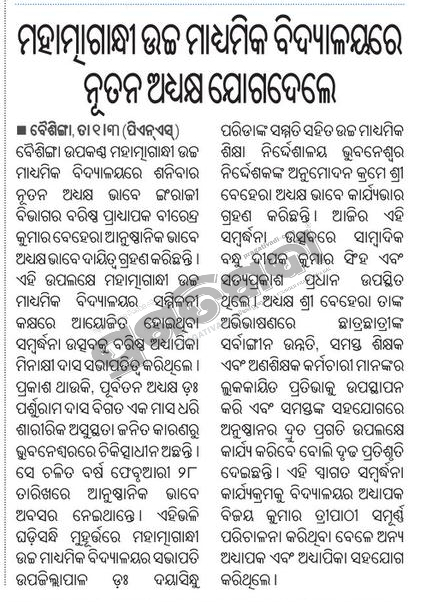 ମହାତ୍ମାଗାନ୍ଧୀ ଉଚ୍ଚ ମାଧ୍ୟମିକ ବିଦ୍ୟାଳୟରେ
ନୂତନ ଅଧ୍ୟକ୍ଷ ଯୋଗଦେଲେ
■ ବୈଶିଙ୍ଗା, ତା ୧।୩ (ପିଏନ୍‌ଏସ୍)
ବୈଶିଙ୍ଗା ଉପକଣ୍ଠ ମହାତ୍ମାଗାନ୍ଧୀ ଉଚ୍ଚ
ମାଧ୍ୟମିକ ବିଦ୍ୟାଳୟରେ ଶନିବାର
ନୂତନ ଅଧ୍ୟକ୍ଷ ଭାବେ ଇଂରାଜୀ
ବିଭାଗର ବରିଷ୍ଠ ପ୍ରାଧ୍ୟାପକ ବୀରେନ୍ଦ୍ର
କୁମାର ବେହେରା ଆନୁଷ୍ଠାନିକ ଭାବେ
ଅଧ୍ୟକ୍ଷ ଭାବେ ଦାୟିତ୍ୱ ଗ୍ରହଣ କରିଛନ୍ତି ।
ଏହି ଉପଲକ୍ଷେ ମହାତ୍ମାଗାନ୍ଧୀ ଉଚ୍ଚ
ମାଧ୍ୟମିକ ବିଦ୍ୟାଳୟର ସମ୍ମିଳନୀ
କକ୍ଷରେ ଆୟୋଜିତ ହୋଇଥିବା
ସମ୍ବର୍ଦ୍ଧନା ଉତ୍ସବକୁ ବରିଷ୍ଠ ଅଧ୍ୟାପିକା
ମିନାକ୍ଷୀ ଦାସ ସଭାପତିତ୍ୱ କରିଥିଲେ ।
ପ୍ରକାଶ ଥାଉକି, ପୂର୍ବତନ ଅଧ୍ୟକ୍ଷ ଡ଼ଃ
ପର୍ଶୁରାମ ଦାସ ବିଗତ ଏକ ମାସ ଧରି
ଶାରୀରିକ ଅସୁସ୍ଥତା ଜନିତ କାରଣରୁ
ଭୁବନେଶ୍ୱରରେ ଚିକିତ୍ସାଧୀନ ଅଛନ୍ତି ।
ସେ ଚଳିତ ବର୍ଷ ଫେବୃଆରୀ ୨୮
ତାରିଖରେ ଆନୁଷ୍ଠାନିକ ଭାବେ
ଅବସର ନେଇଥାନ୍ତେ । ଏହିଭଳି
ଘଡ଼ିସନ୍ଧି ମୁହୂର୍ତ୍ତରେ ମହାତ୍ମାଗାନ୍ଧୀ
ଉଚ୍ଚ ମାଧ୍ୟମିକ ବିଦ୍ୟାଳୟର ସଭାପତି
ଉପଜିଲ୍ଲାପାଳ ଡ଼ଃ ଦୟାସିନ୍ଧୁ
ପରିଡାଙ୍କ ସମ୍ମତି ସହିତ ଉଚ୍ଚ ମାଧ୍ୟମିକ
ଶିକ୍ଷା ନିର୍ଦ୍ଦେଶାଳୟ ଭୁବନେଶ୍ୱର
ନିର୍ଦ୍ଦେଶକଙ୍କ ଅନୁମୋଦନ କ୍ରମେ ଶ୍ରୀ
ବେହେରା ଅଧ୍ୟକ୍ଷ ଭାବେ କାର୍ଯ୍ୟଭାର
ଗ୍ରହଣ କରିଛନ୍ତି । ଆଜିର ଏହି
ସମ୍ବର୍ଦ୍ଧନା ଉତ୍ସବରେ ସାମ୍ବାଦିକ
ବନ୍ଧୁ ଦୀପକ କୁମାର ସିଂହ ଏବଂ
ସତ୍ୟପ୍ରକାଶ ପ୍ରଧାନ ଉପସ୍ଥିତ
ଥିଲେ । ଅଧ୍ୟକ୍ଷ ଶ୍ରୀ ବେହେରା ତାଙ୍କ
ଅଭିଭାଷଣରେ ଛାତ୍ରଛାତ୍ରୀଙ୍କ
ସର୍ବାଙ୍ଗୀନ ଉନ୍ନତି, ସମସ୍ତ ଶିକ୍ଷକ
ଏବଂ ଅଣଶିକ୍ଷକ କର୍ମଚାରୀ ମାନଙ୍କର
ଲୁକକାୟିତ ପ୍ରତିଭାକୁ ଉପସ୍ଥାପନ
କରି ଏବଂ ସମସ୍ତଙ୍କ ସହଯୋଗରେ
ଅନୁଷ୍ଠାନର ଦ୍ରୁତ ପ୍ରଗତି ଉପଲକ୍ଷେ
କାର୍ଯ୍ୟ କରିବେ ବୋଲି ଦୃଢ ପ୍ରତିଶୃତି
ଦେଇଛନ୍ତି । ଏହି ସ୍ୱାଗତ ସମ୍ବର୍ଦ୍ଧନା
କାର୍ଯ୍ୟକ୍ରମକୁ ବିଦ୍ୟାଳୟର ଅଧ୍ୟାପକ
ବିଜୟ କୁମାର ତ୍ରିପାଠୀ ସମ୍ପୂର୍ଣ୍ଣ
ପରିଚାଳନା କରିଥିବା ବେଳେ ଅନ୍ୟ
ଅଧ୍ୟାପକ ଏବଂ ଅଧ୍ୟାପିକା ସହଯୋଗ
କରିଥିଲେ ।